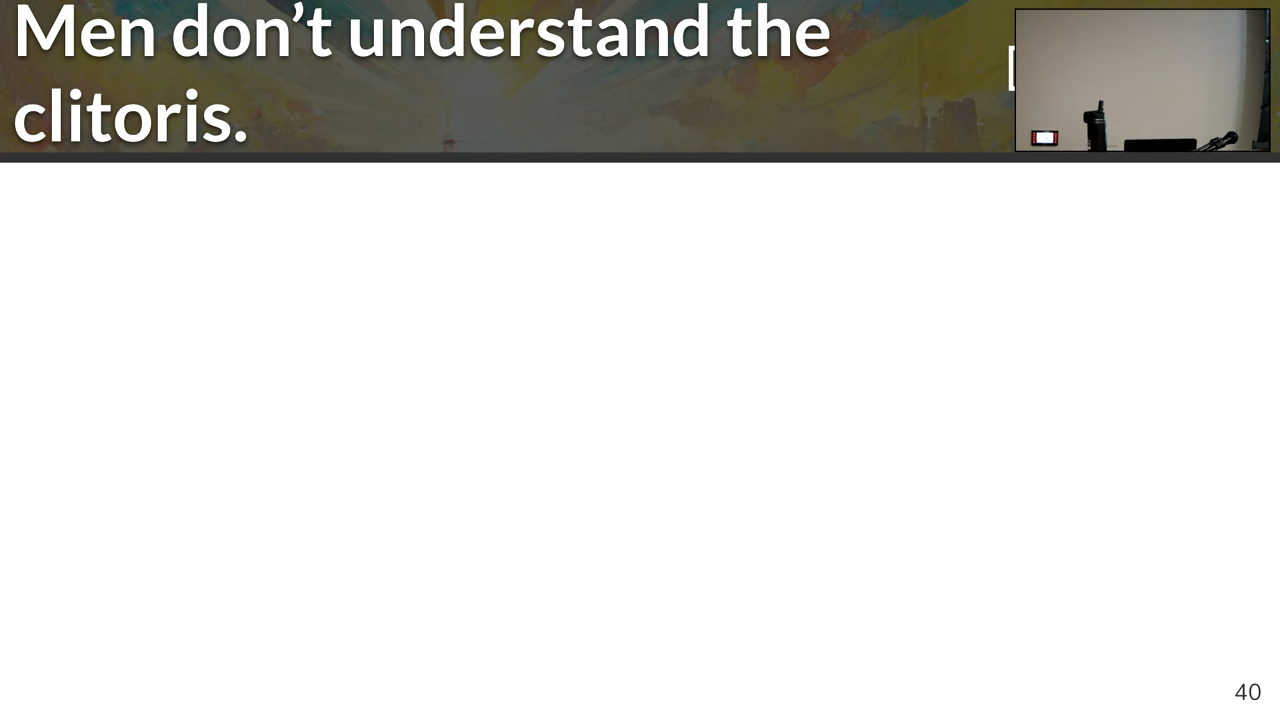 Men don’t understand the
clitoris.
40